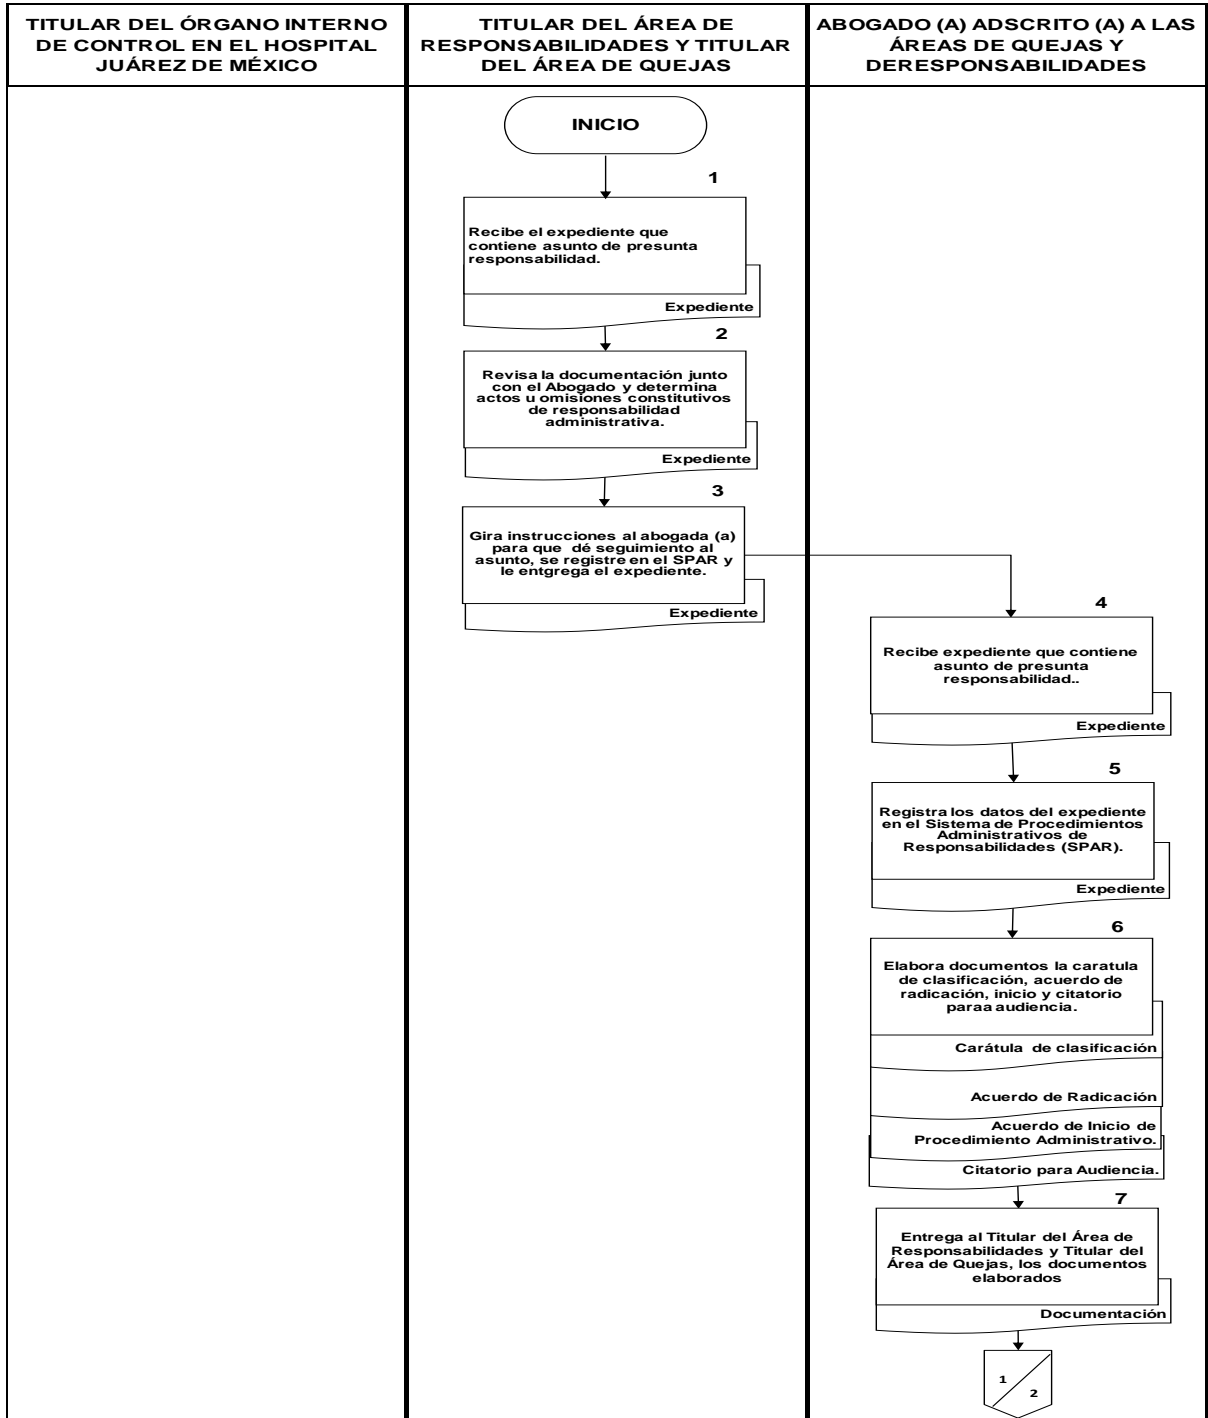 TITULAR DEL ÓRGANO INTERNO
DE CONTROL EN EL HOSPITAL
JUÁREZ DE MÉXICO
TITULAR DEL ÁREA DE
RESPONSABILIDADES Y TITULAR
DEL ÁREA DE QUEJAS
ABOGADO (A) ADSCRITO (A) A LAS
ÁREAS DE QUEJAS Y
DERESPONSABILIDADES
INICIO
1
Recibe el expediente que
contiene asunto de presunta
responsabilidad.
Expediente
2
Revisa la documentación junto
con el Abogado y determina
actos u omisiones constitutivos
de responsabilidad
administrativa.
Expediente
3
Gira instrucciones al abogada (a)
para que dé seguimiento al
asunto, se registre en el SPAR y
le entgrega el expediente.
Expediente
4
Recibe expediente que contiene
asunto de presunta
responsabilidad..
Expediente
5
Registra los datos del expediente
en el Sistema de Procedimientos
Administrativos de
Responsabilidades (SPAR).
Expediente
6
Elabora documentos la caratula
de clasificación, acuerdo de
radicación, inicio y citatorio
paraa audiencia.
Carátula de clasificación
Acuerdo de Radicación
Acuerdo de Inicio de
Procedimiento Administrativo.
Citatorio para Audiencia.
7
Entrega al Titular del Área de
Responsabilidades y Titular del
Área de Quejas, los documentos
elaborados
Documentación
1
2